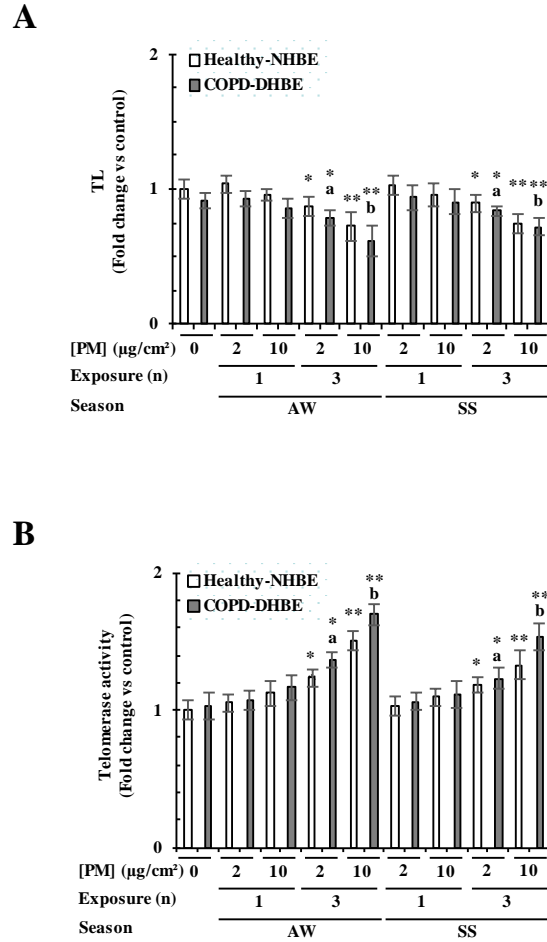 A
2
Healthy-NHBE
COPD-DHBE
TL
(Fold change vs control)
1
* * a ** ** b * * a ** ** b
0
[PM] (µg/cm²) 0 2 10 2 10 2 10 2 10
Exposure (n) 1 3 1 3
Season AW SS
B
2
Healthy-NHBE
COPD-DHBE
Telomerase activity
(Fold change vs control)
1
* * a ** ** b * * a ** ** b
0
[PM] (µg/cm²) 0 2 10 2 10 2 10 2 10
Exposure (n) 1 3 1 3
Season AW SS